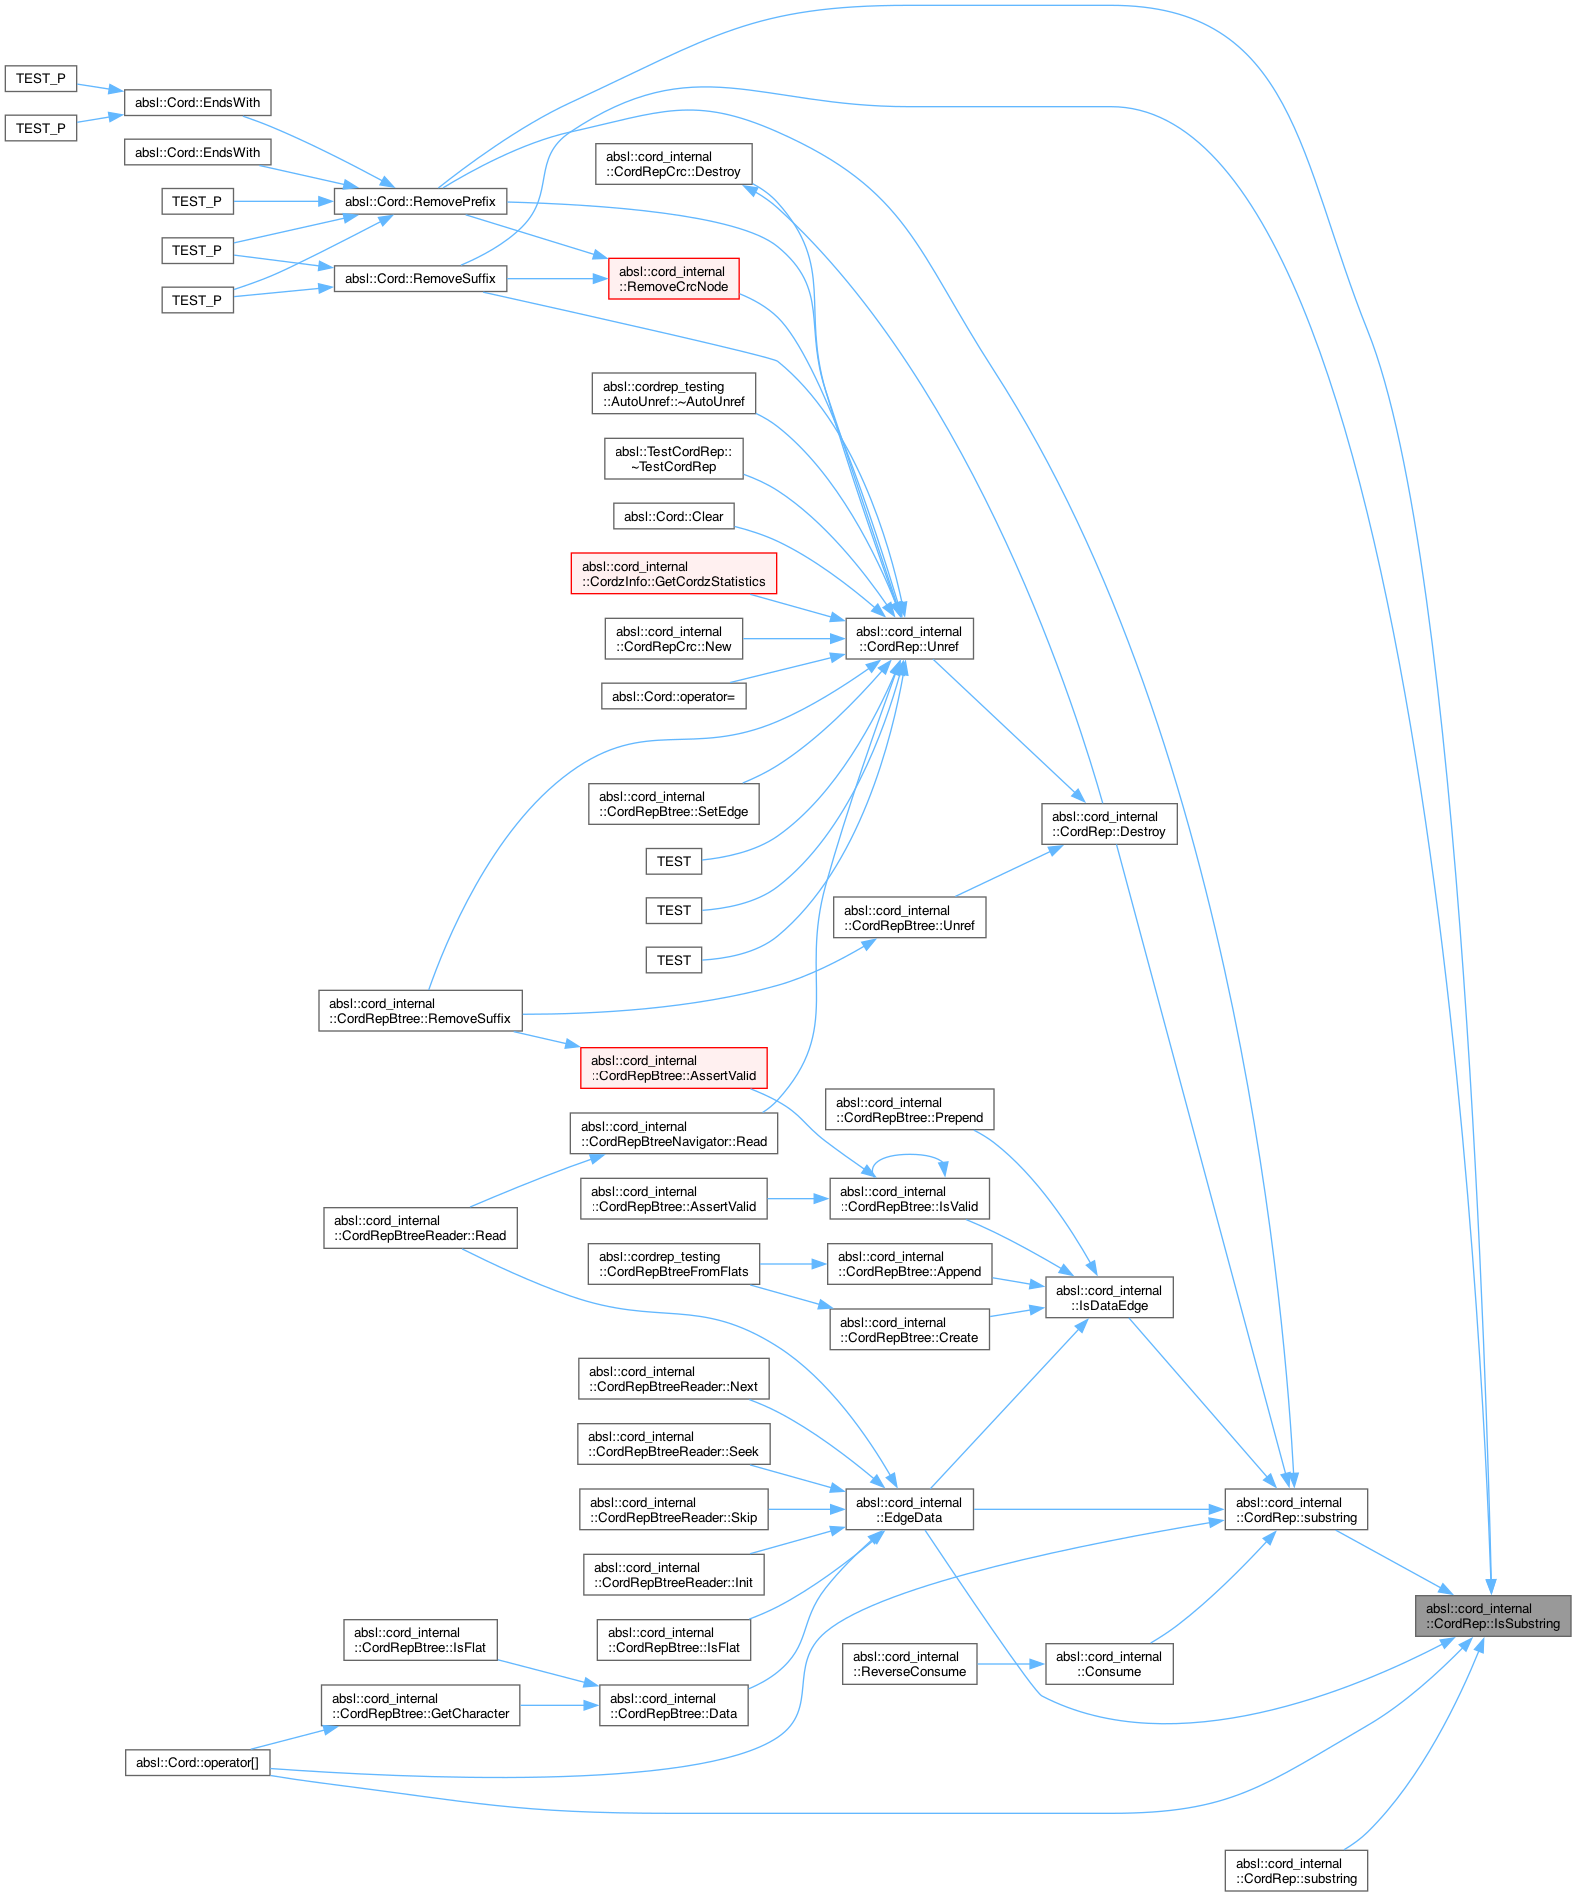 TEST_P
absl::Cord::EndsWith
TEST_P
absl::Cord::EndsWith
absl::cord_internal
::CordRepCrc::Destroy
TEST_P
absl::Cord::RemovePrefix
TEST_P
absl::Cord::RemoveSuffix
absl::cord_internal
::RemoveCrcNode
TEST_P
absl::cordrep_testing
::AutoUnref::~AutoUnref
absl::TestCordRep::
~TestCordRep
absl::Cord::Clear
absl::cord_internal
::CordzInfo::GetCordzStatistics
absl::cord_internal
::CordRepCrc::New
absl::cord_internal
::CordRep::Unref
absl::Cord::operator=
absl::cord_internal
::CordRepBtree::SetEdge
absl::cord_internal
::CordRep::Destroy
TEST
TEST
absl::cord_internal
::CordRepBtree::Unref
TEST
absl::cord_internal
::CordRepBtree::RemoveSuffix
absl::cord_internal
::CordRepBtree::AssertValid
absl::cord_internal
::CordRepBtree::Prepend
absl::cord_internal
::CordRepBtreeNavigator::Read
absl::cord_internal
::CordRepBtree::AssertValid
absl::cord_internal
::CordRepBtree::IsValid
absl::cord_internal
::CordRepBtreeReader::Read
absl::cordrep_testing
::CordRepBtreeFromFlats
absl::cord_internal
::CordRepBtree::Append
absl::cord_internal
::IsDataEdge
absl::cord_internal
::CordRepBtree::Create
absl::cord_internal
::CordRepBtreeReader::Next
absl::cord_internal
::CordRepBtreeReader::Seek
absl::cord_internal
::CordRepBtreeReader::Skip
absl::cord_internal
::EdgeData
absl::cord_internal
::CordRep::substring
absl::cord_internal
::CordRepBtreeReader::Init
absl::cord_internal
::CordRep::IsSubstring
absl::cord_internal
::CordRepBtree::IsFlat
absl::cord_internal
::CordRepBtree::IsFlat
absl::cord_internal
::ReverseConsume
absl::cord_internal
::Consume
absl::cord_internal
::CordRepBtree::GetCharacter
absl::cord_internal
::CordRepBtree::Data
absl::Cord::operator[]
absl::cord_internal
::CordRep::substring